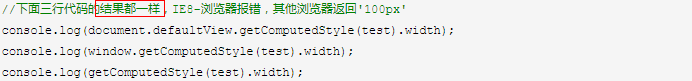 //下面三行代码的结果都一样，IE8-浏览器报错，其他浏览器返回'100px'
console.log(document.defaultView.getComputedStyle(test).width);
console.log(window.getComputedStyle(test).width);
console.log(getComputedStyle(test).width);